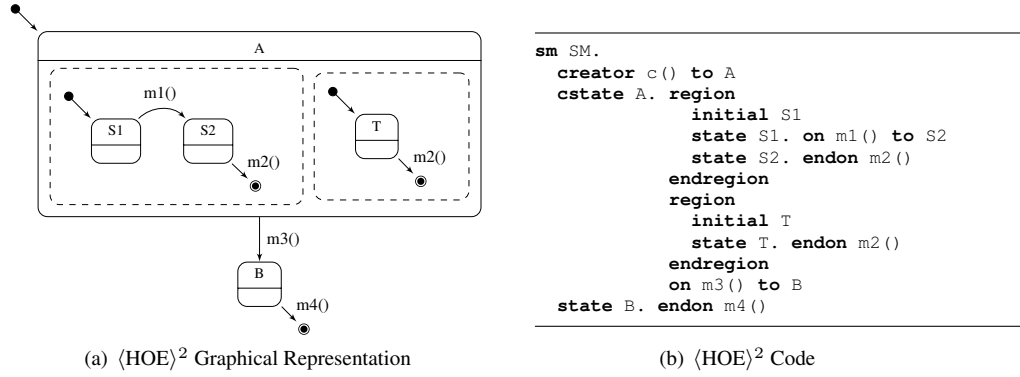 A
m1()
S1
S2
m2()
T
m2()
m3()
B
m4()
(a) ⟨HOE⟩² Graphical Representation
sm SM.
creator c() to A
cstate A. region
initial S1
state S1. on m1() to S2
state S2. endon m2()
endregion
region
initial T
state T. endon m2()
endregion
on m3() to B
state B. endon m4()
(b) ⟨HOE⟩² Code